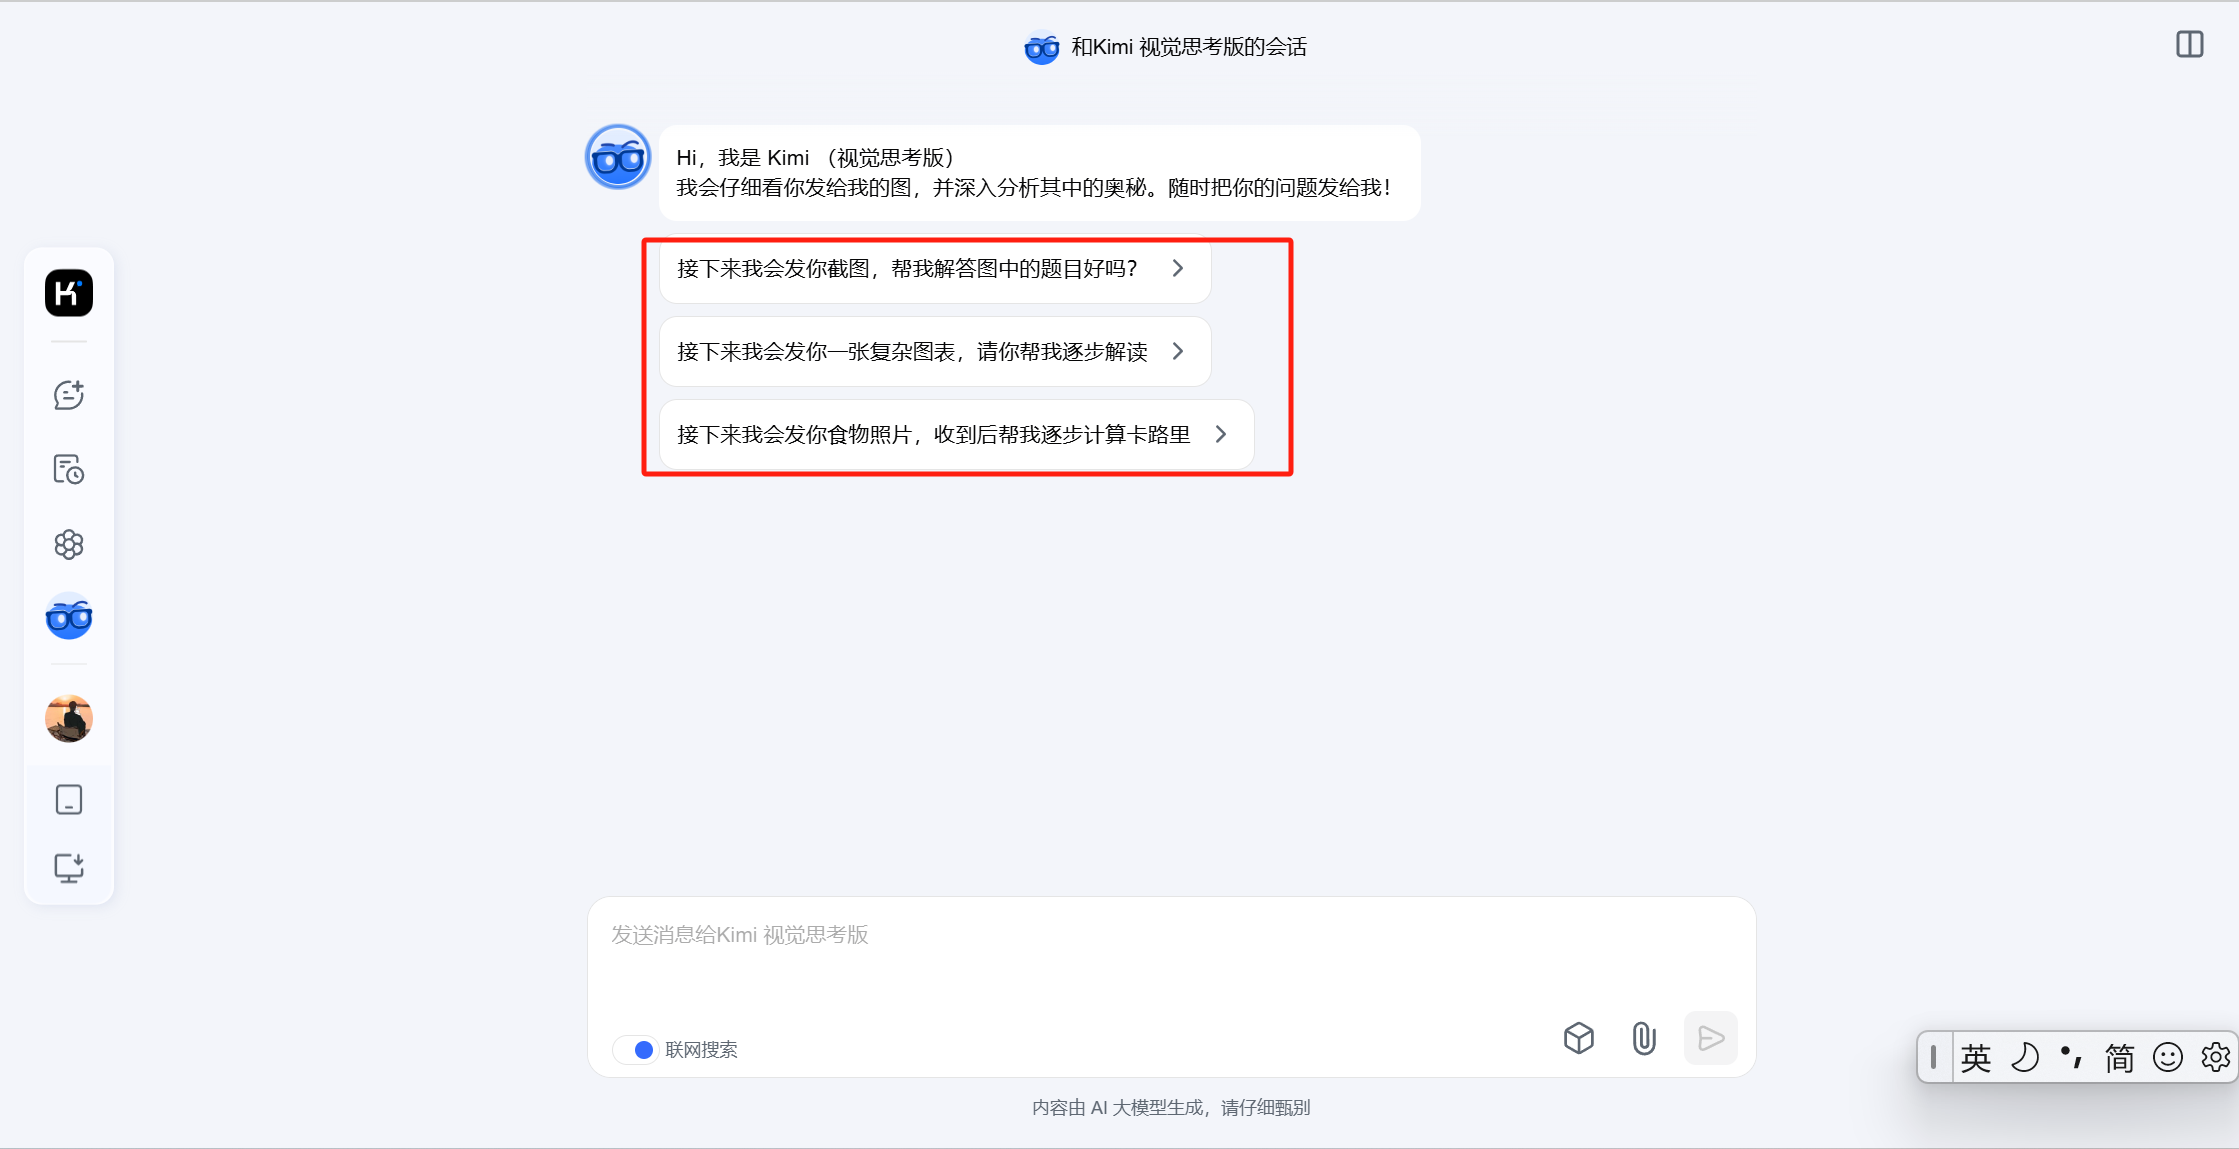 和Kimi 视觉思考版的会话
Hi，我是 Kimi （视觉思考版）
我会仔细看你发给我的图，并深入分析其中的奥秘。随时把你的问题发给我！
接下来我会发你截图，帮我解答图中的题目好吗？
接下来我会发你一张复杂图表，请你帮我逐步解读
接下来我会发你食物照片，收到后帮我逐步计算卡路里
K
发送消息给Kimi 视觉思考版
联网搜索
英 简
内容由 AI 大模型生成，请仔细甄别